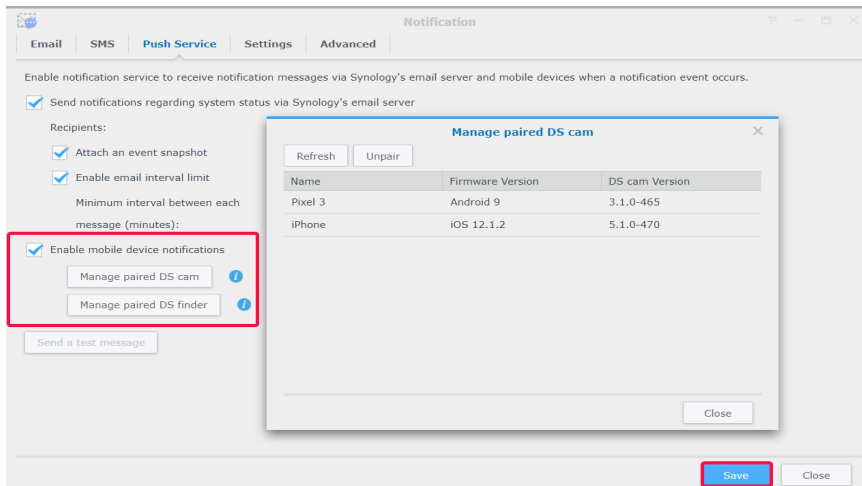 Notification
Email SMS Push Service Settings Advanced
Enable notification service to receive notification messages via Synology's email server and mobile devices when a notification event occurs.
Send notifications regarding system status via Synology's email server
Recipients:
Attach an event snapshot
Enable email interval limit
Minimum interval between each
message (minutes):
Enable mobile device notifications
Manage paired DS cam
Manage paired DS finder
Send a test message
Manage paired DS cam
Refresh Unpair
Name Firmware Version DS cam Version
Pixel 3 Android 9 3.1.0-465
iPhone iOS 12.1.2 5.1.0-470
Close
Save Close